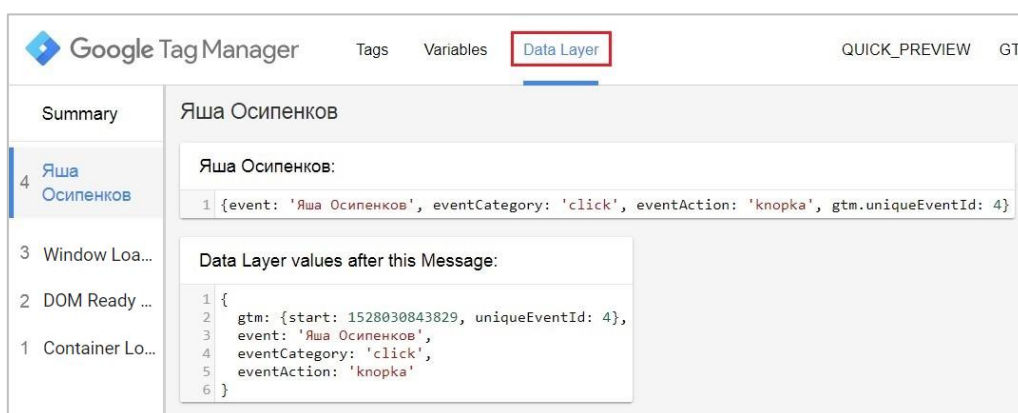 Google Tag Manager Tags Variables Data Layer QUICK_PREVIEW GT
Summary
4 Яша Осипенков
3 Window Loa...
2 DOM Ready ...
1 Container Lo...
Яша Осипенков
Яша Осипенков:
1 {event: 'Яша Осипенков', eventCategory: 'click', eventAction: 'knopka', gtm.uniqueEventId: 4}
Data Layer values after this Message:
1 {
2 gtm: {start: 1528030843829, uniqueEventId: 4},
3 event: 'Яша Осипенков',
4 eventCategory: 'click',
5 eventAction: 'knopka'
6 }